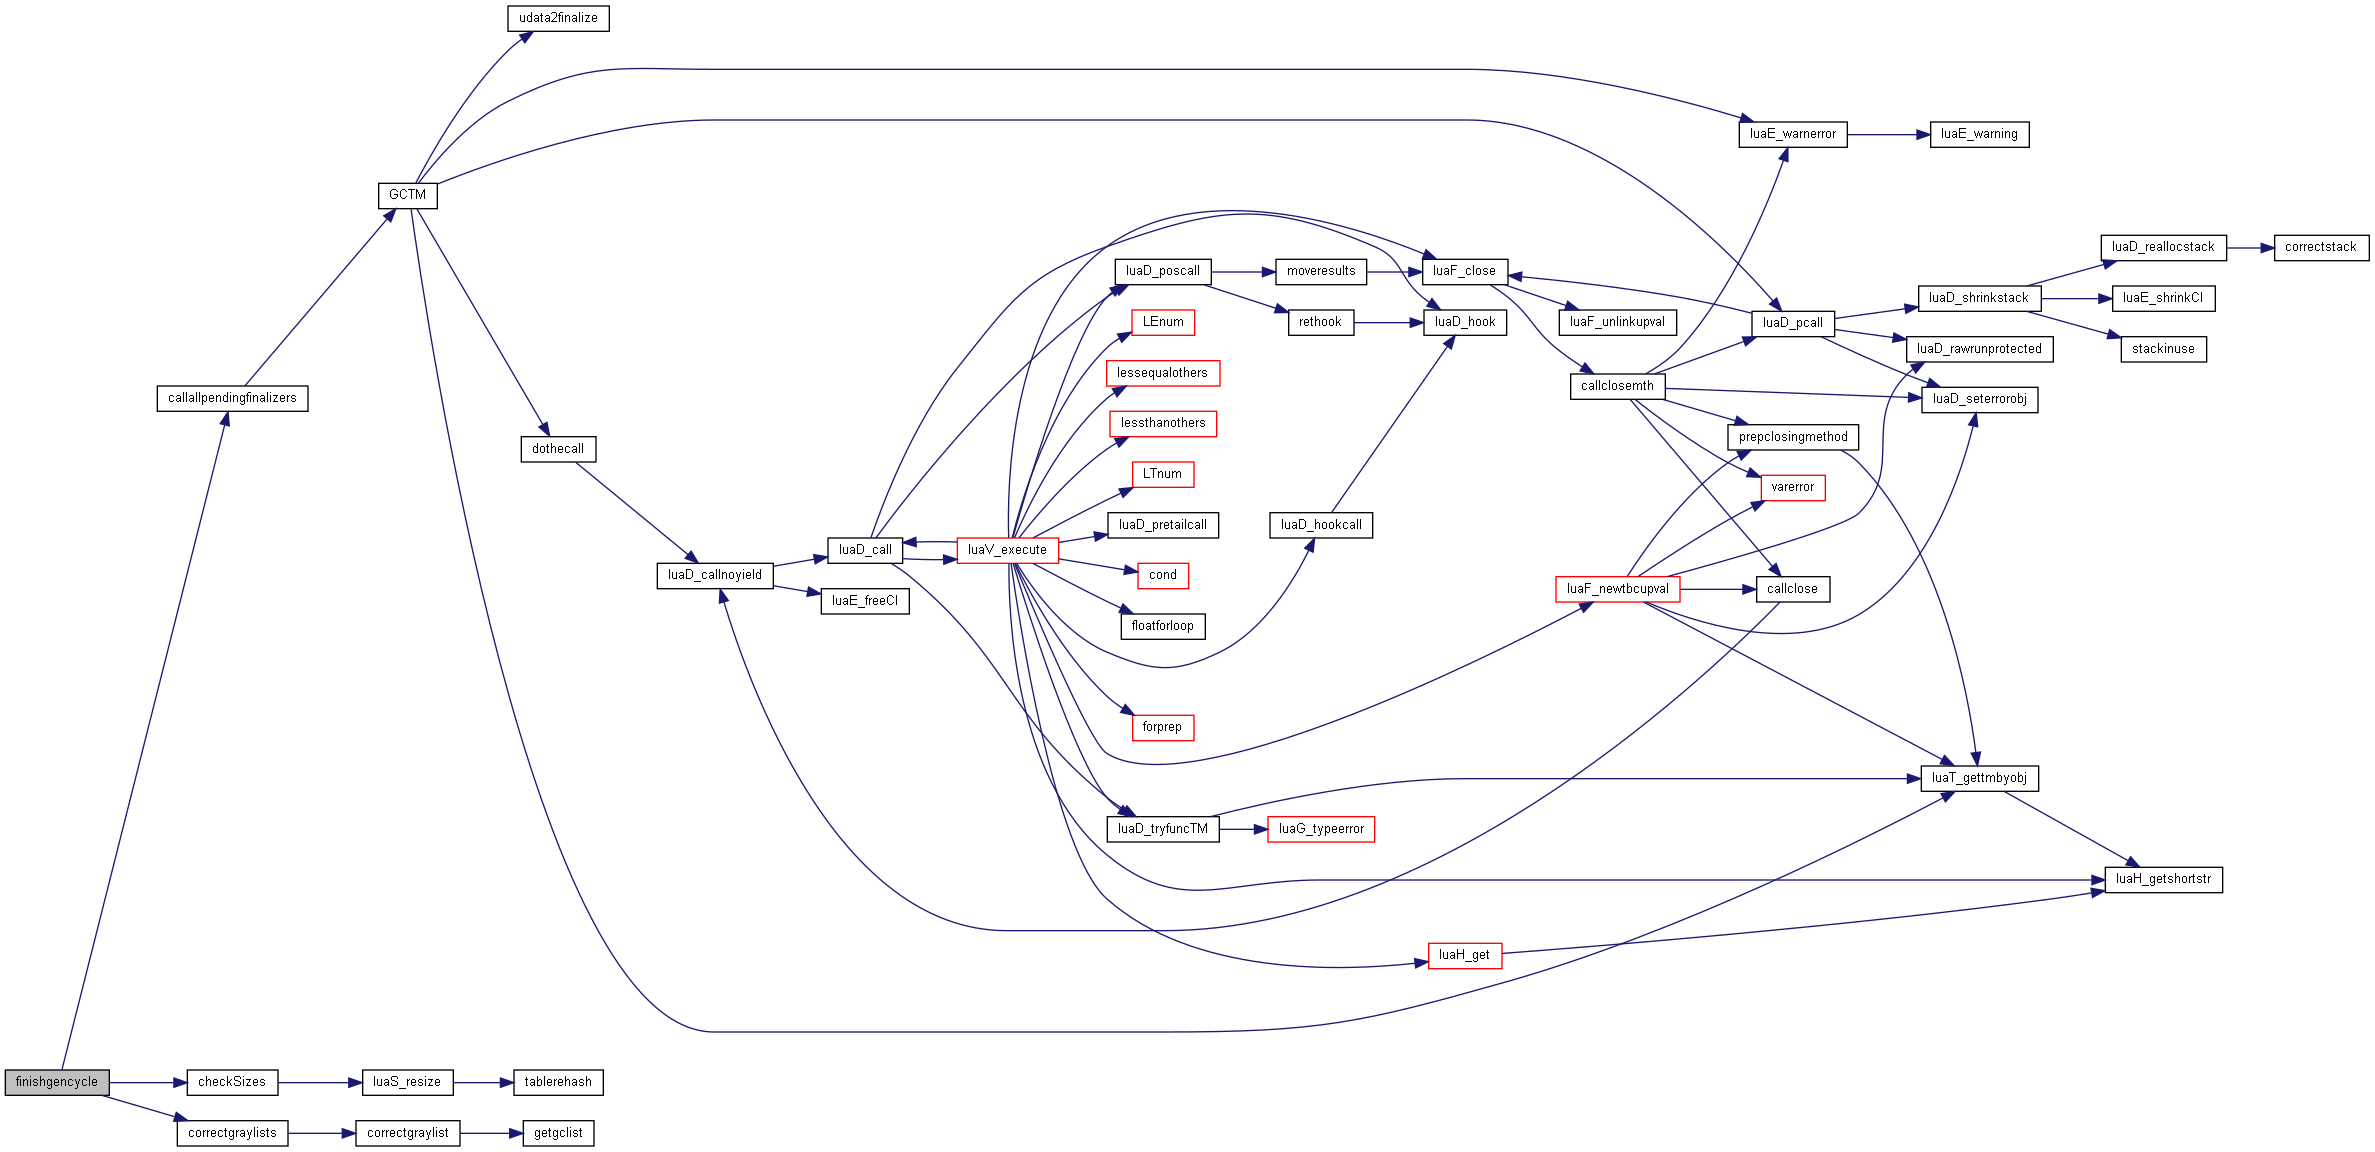 udata2finalize
luaE_warnerror
luaE_warning
GCTM
luaD_reallocstack
correctstack
luaD_poscall
moveresults
luaF_close
luaD_shrinkstack
luaE_shrinkCI
LEnum
rethook
luaD_hook
luaF_unlinkupval
luaD_pcall
luaD_rawrunprotected
stackinuse
lessequalothers
callclosemth
callallpendingfinalizers
luaD_seterrorobj
lessthanothers
prepclosingmethod
dothecall
LTnum
varerror
luaD_pretailcall
luaD_hookcall
luaD_call
luaV_execute
luaD_callnoyield
cond
luaF_newtbcupval
callclose
luaE_freeCI
floatforloop
forprep
luaT_gettmbyobj
luaD_tryfuncTM
luaG_typeerror
luaH_getshortstr
luaH_get
finishgencycle
checkSizes
luaS_resize
tablerehash
correctgraylists
correctgraylist
getgclist